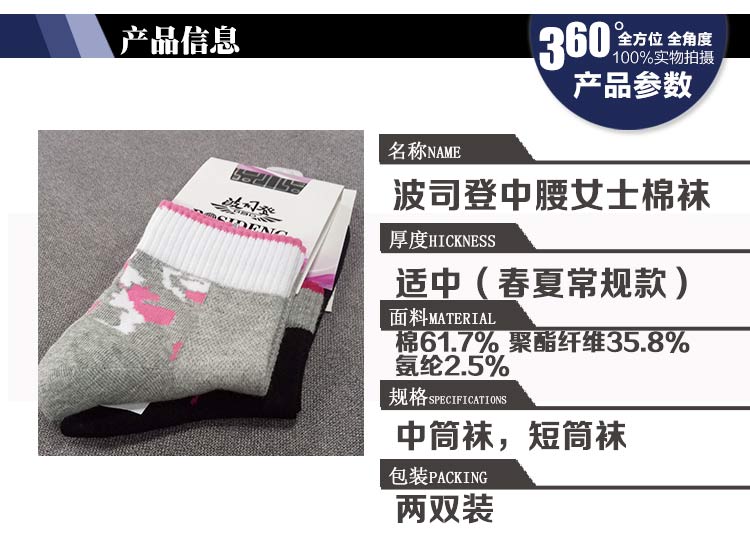 产品信息
360°全方位 全角度
100%实物拍摄
产品参数
波司登
BOSIDENG
名称NAME
波司登中腰女士棉袜
厚度HICKNESS
适中（春夏常规款）
面料MATERIAL
棉61.7% 聚酯纤维35.8%
氨纶2.5%
规格SPECIFICATIONS
中筒袜，短筒袜
包装PACKING
两双装